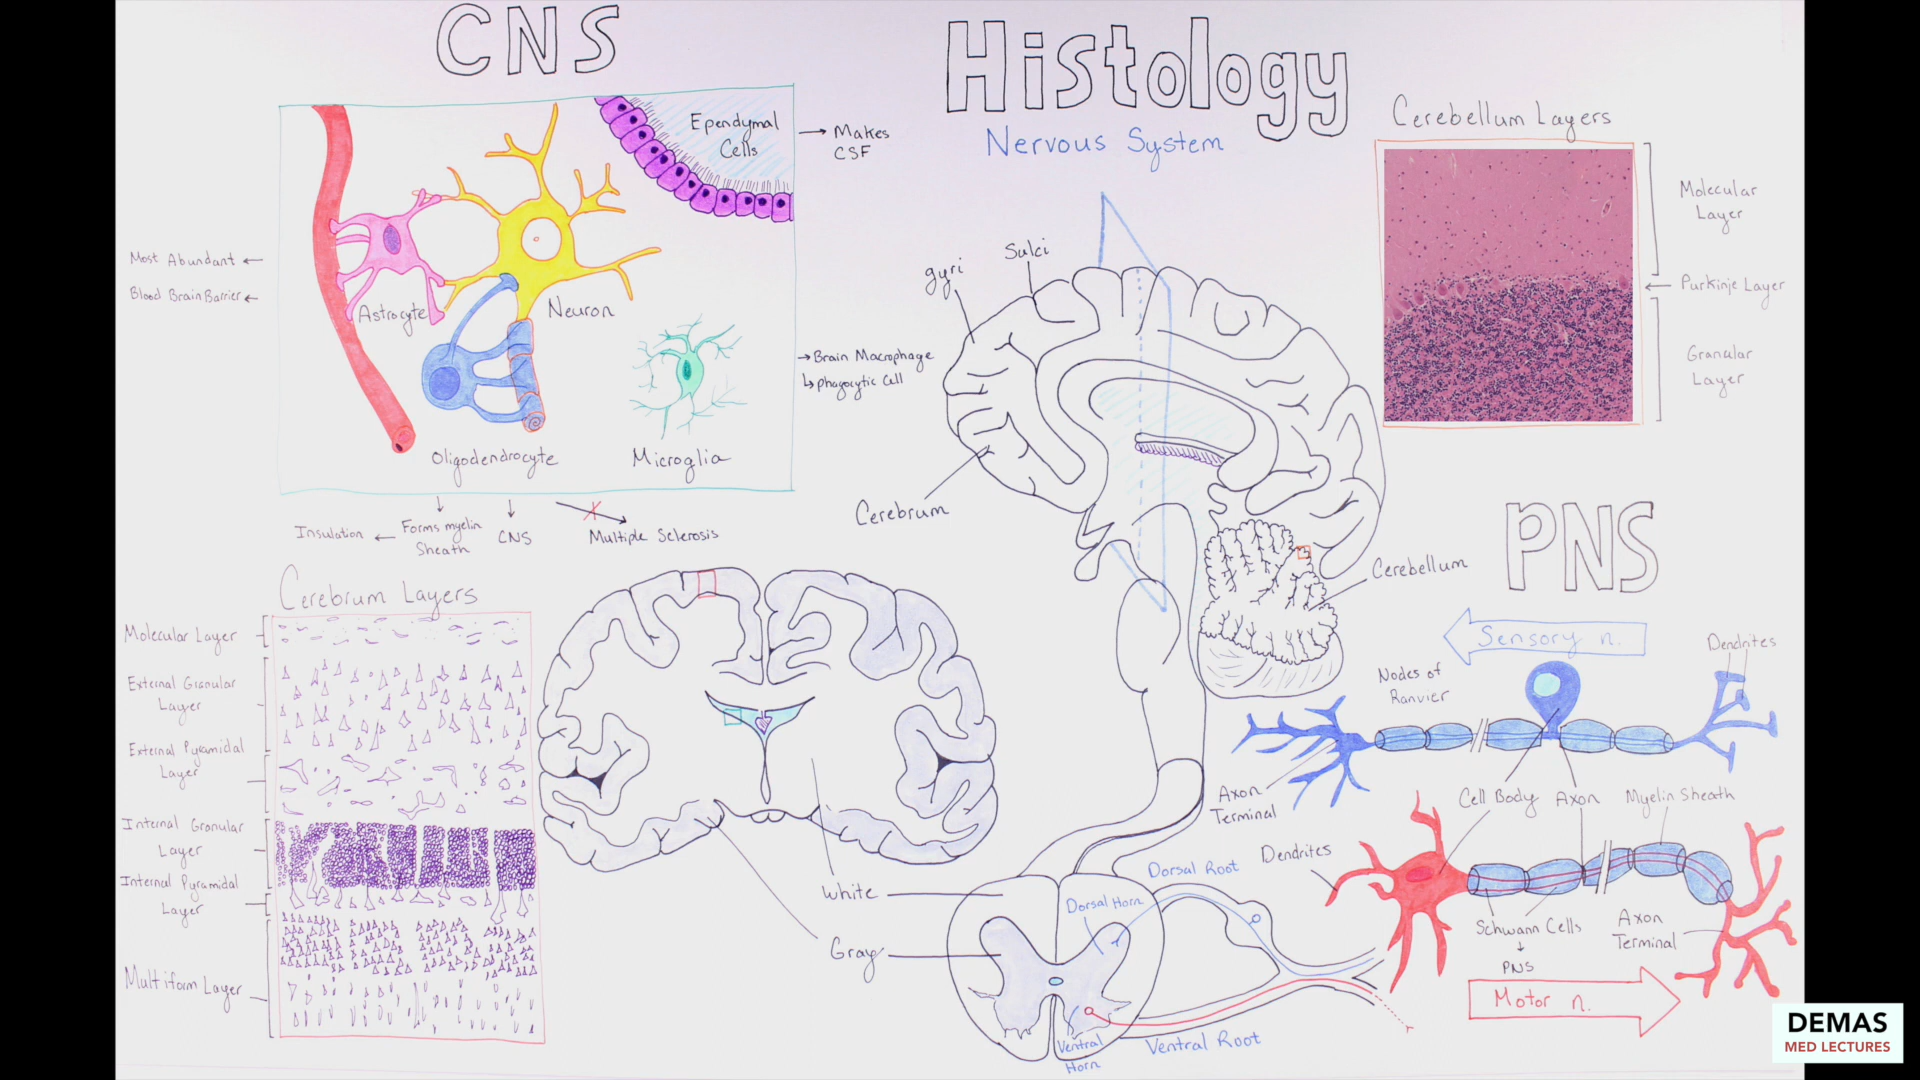 CNS
Histology
Nervous System
Ependymal
Cells
Makes
CSF
Most Abundant
Blood Brain Barrier
Astrocyte
Neuron
Brain Macrophage
phagocytic Cell
Oligodendrocyte
Microglia
Insulation
Forms myelin
Sheath
CNS
X
Multiple Sclerosis
gyri
Sulci
Cerebrum
Cerebellum
Cerebellum Layers
Molecular
Layer
Purkinje Layer
Granular
Layer
Cerebrum Layers
Molecular Layer
External Granular
Layer
External Pyramidal
Layer
Internal Granular
Layer
Internal Pyramidal
Layer
Multiform Layer
White
Gray
Dorsal Root
Dorsal Horn
Ventral
Horn
Ventral Root
PNS
Sensory n.
Dendrites
Nodes of
Ranvier
Axon
Terminal
Cell Body
Axon
Myelin Sheath
Dendrites
Schwann Cells
PNS
Axon
Terminal
Motor n.
DEMAS
MED LECTURES